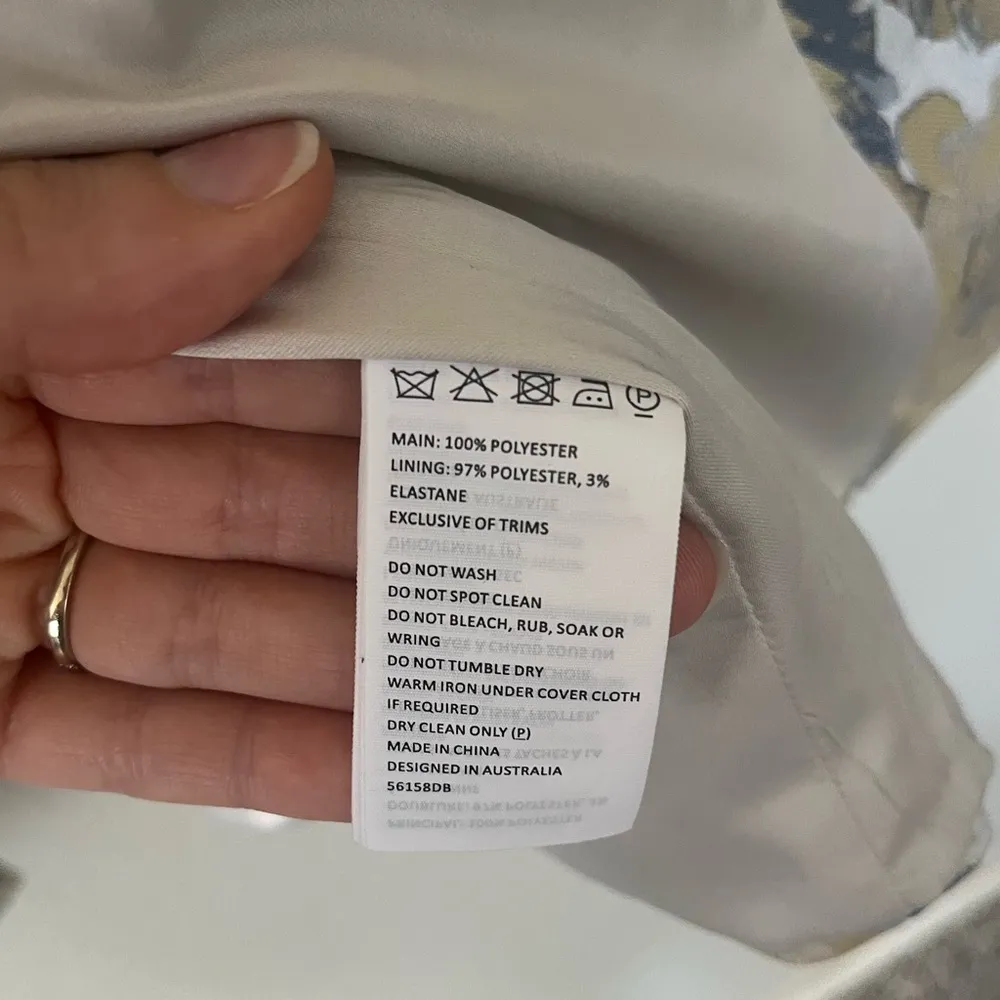 P
MAIN: 100% POLYESTER
LINING: 97% POLYESTER, 3%
ELASTANE
EXCLUSIVE OF TRIMS
DO NOT WASH
DO NOT SPOT CLEAN
DO NOT BLEACH, RUB, SOAK OR
WRING
DO NOT TUMBLE DRY
WARM IRON UNDER COVER CLOTH
IF REQUIRED
DRY CLEAN ONLY (P)
MADE IN CHINA
DESIGNED IN AUSTRALIA
56158DB